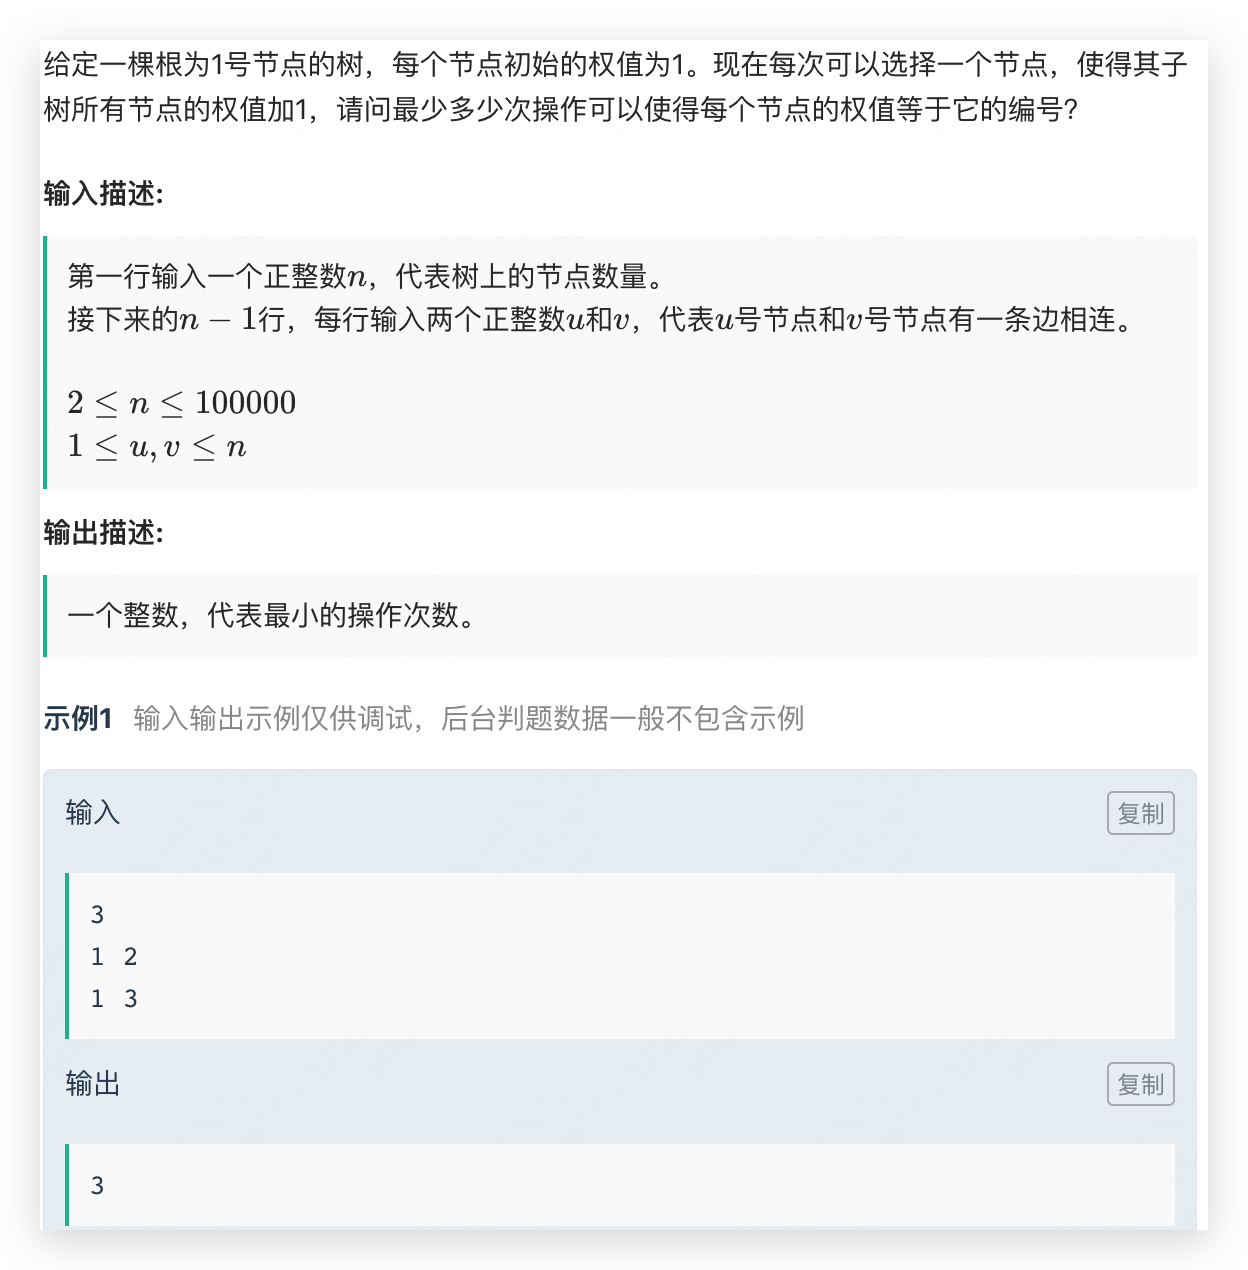 给定一棵根为1号节点的树，每个节点初始的权值为1。现在每次可以选择一个节点，使得其子
树所有节点的权值加1，请问最少多少次操作可以使得每个节点的权值等于它的编号?
输入描述:
第一行输入一个正整数n，代表树上的节点数量。
接下来的n − 1行，每行输入两个正整数u和v，代表u号节点和v号节点有一条边相连。
2 ≤ n ≤ 100000
1 ≤ u, v ≤ n
输出描述:
一个整数，代表最小的操作次数。
示例1 输入输出示例仅供调试，后台判题数据一般不包含示例
输入 复制
3
1 2
1 3
输出 复制
3